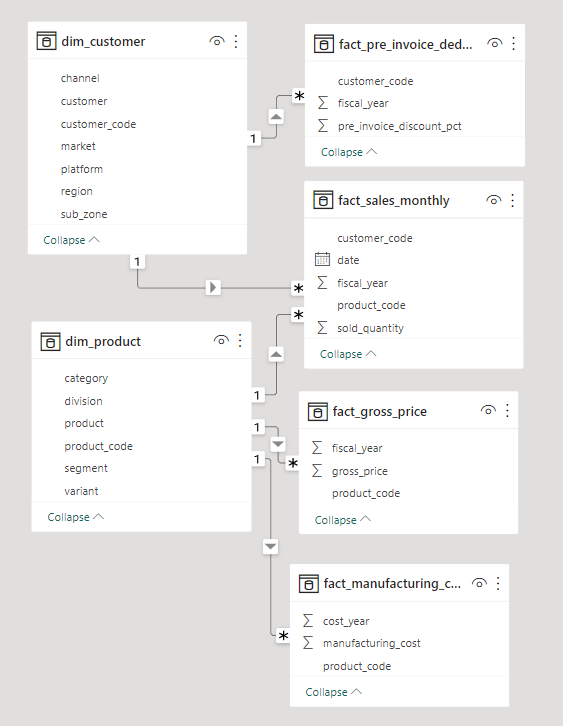 dim_customer
channel
customer
customer_code
market
platform
region
sub_zone
Collapse
fact_pre_invoice_ded...
customer_code
fiscal_year
pre_invoice_discount_pct
Collapse
1
*
fact_sales_monthly
customer_code
date
fiscal_year
product_code
sold_quantity
Collapse
1
*
*
dim_product
category
division
product
product_code
segment
variant
Collapse
1
1
1
fact_gross_price
fiscal_year
gross_price
product_code
Collapse
*
fact_manufacturing_c...
cost_year
manufacturing_cost
product_code
Collapse
*